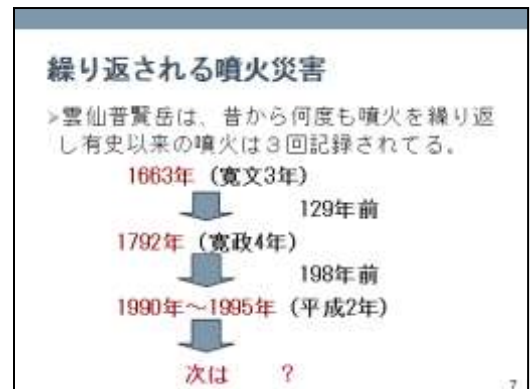 繰り返される噴火災害
➢雲仙普賢岳は、昔から何度も噴火を繰り返
し有史以来の噴火は３回記録されてる。
1663年（寛文3年）
129年前
1792年（寛政4年）
198年前
1990年～1995年（平成2年）
次は　　？
7